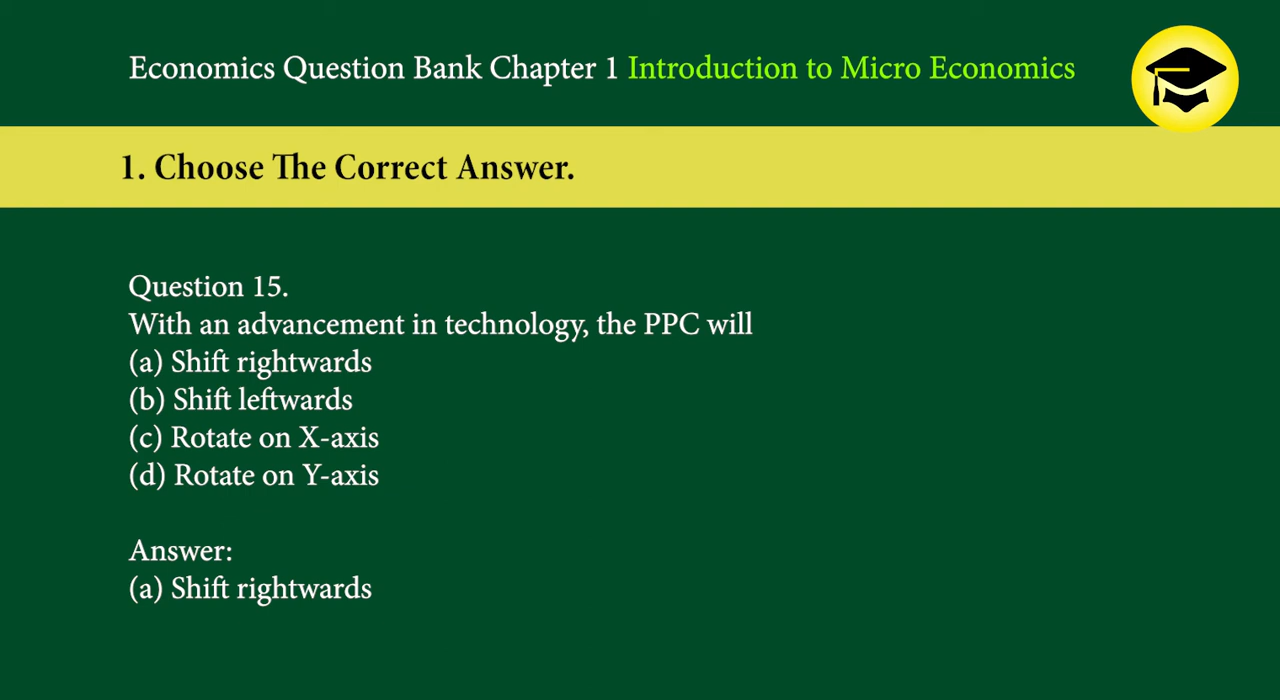 Economics Question Bank Chapter 1 Introduction to Micro Economics
1. Choose The Correct Answer.
Question 15.
With an advancement in technology, the PPC will
(a) Shift rightwards
(b) Shift leftwards
(c) Rotate on X-axis
(d) Rotate on Y-axis
Answer:
(a) Shift rightwards